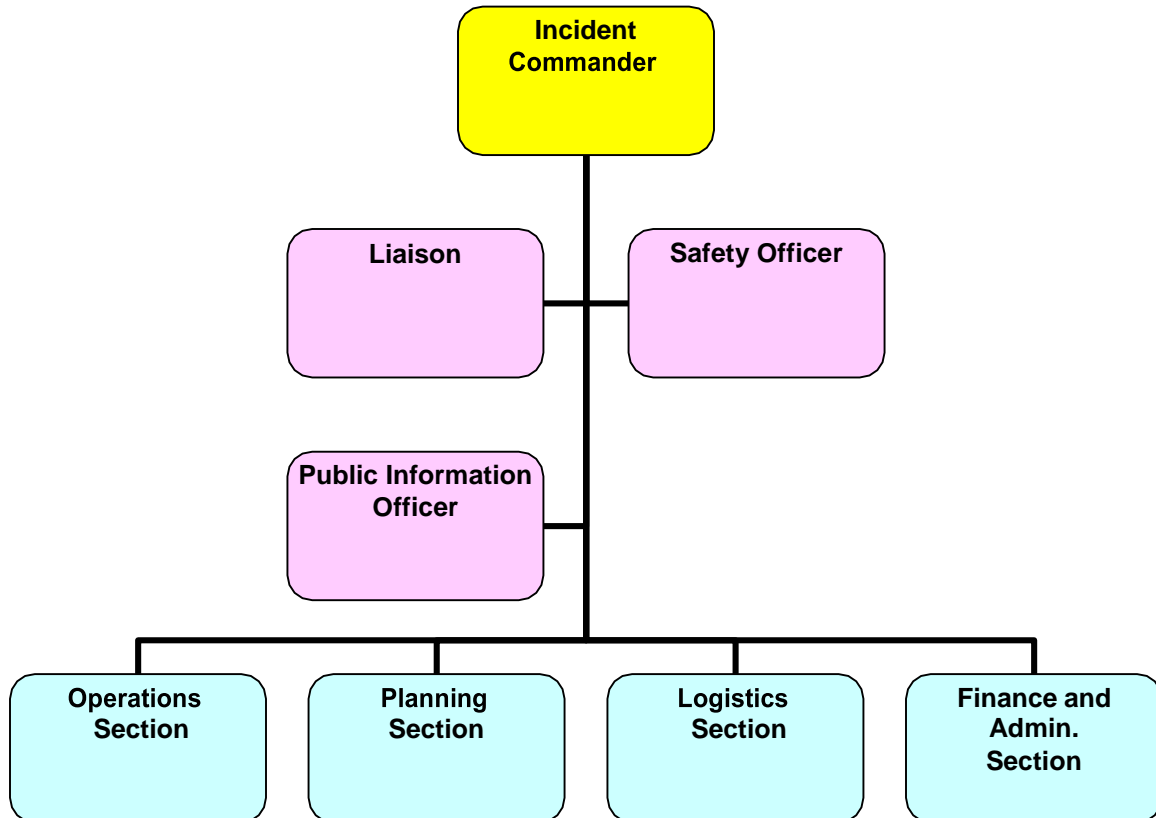 Incident
Commander
Liaison
Safety Officer
Public Information
Officer
Operations
Section
Planning
Section
Logistics
Section
Finance and
Admin.
Section